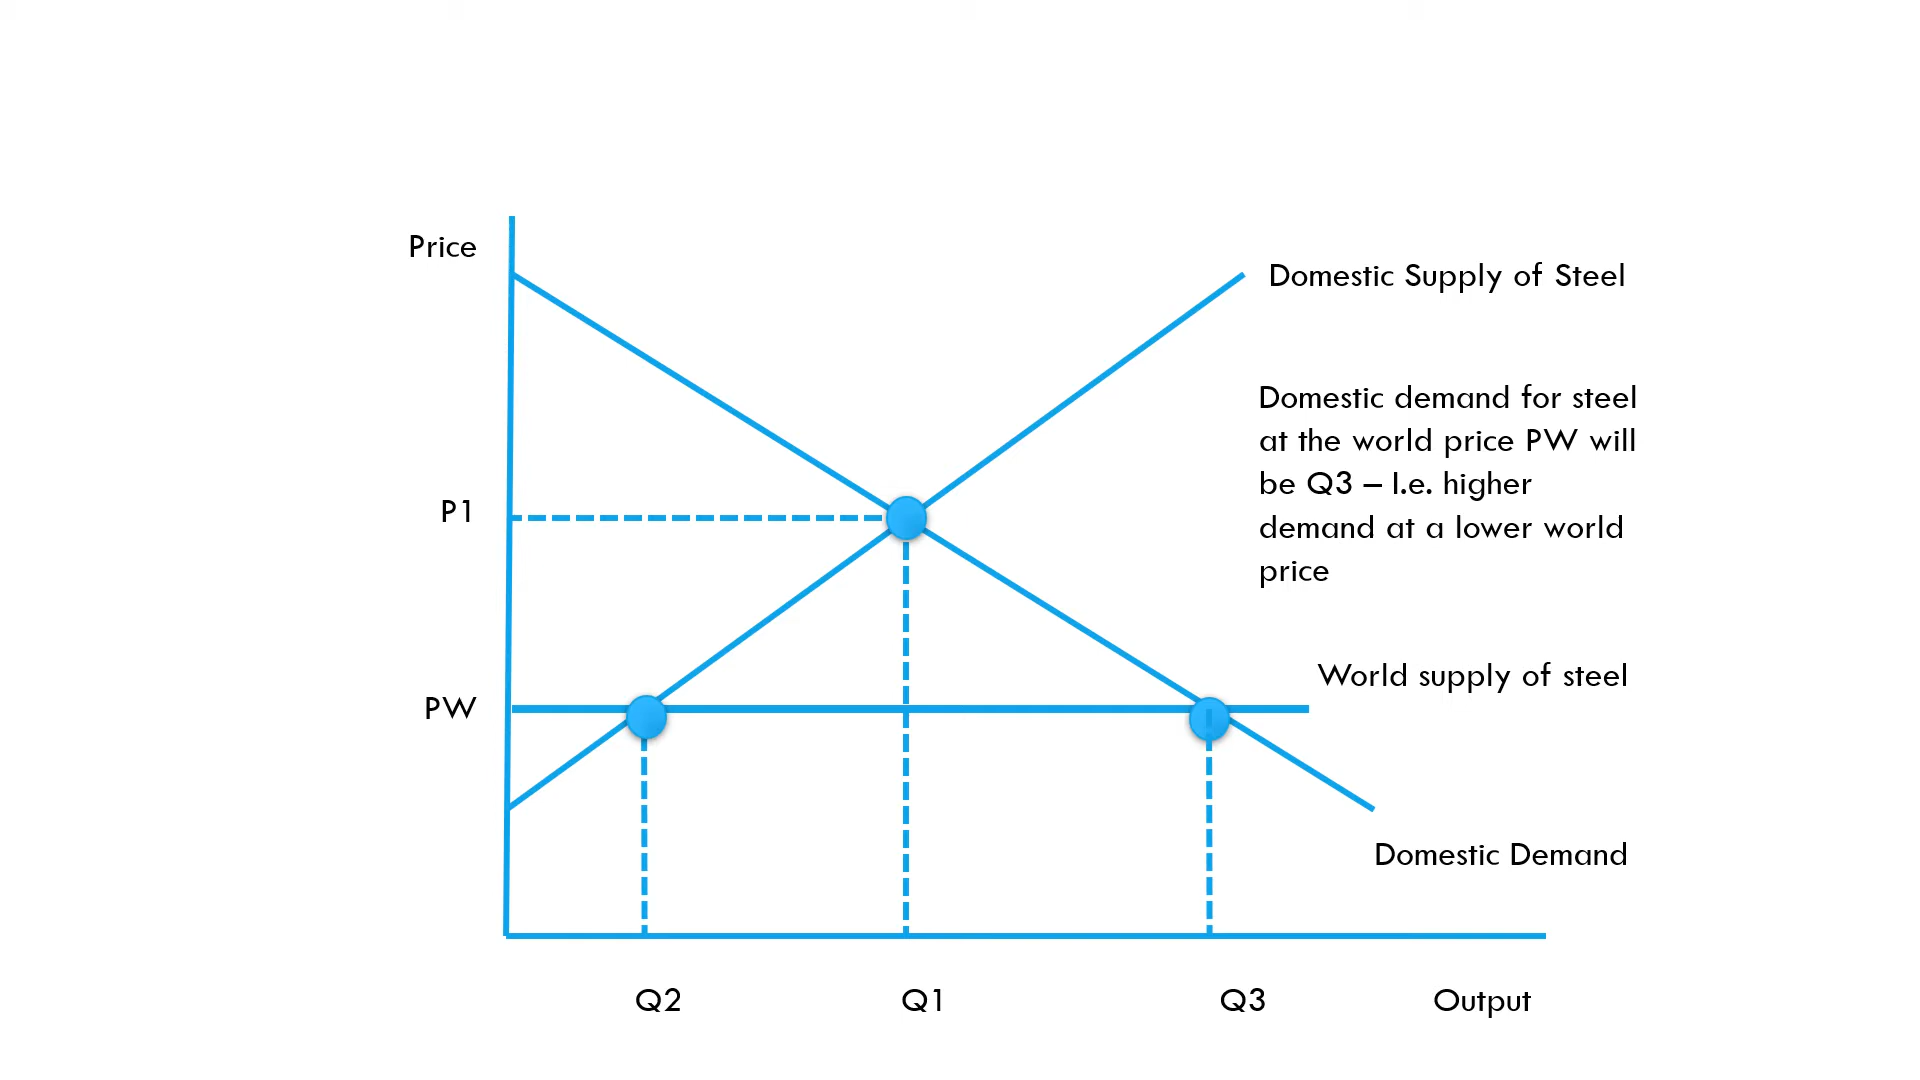 Price
Domestic Supply of Steel
Domestic demand for steel
at the world price PW will
be Q3 – I.e. higher
demand at a lower world
price
P1
World supply of steel
PW
Domestic Demand
Q2
Q1
Q3
Output